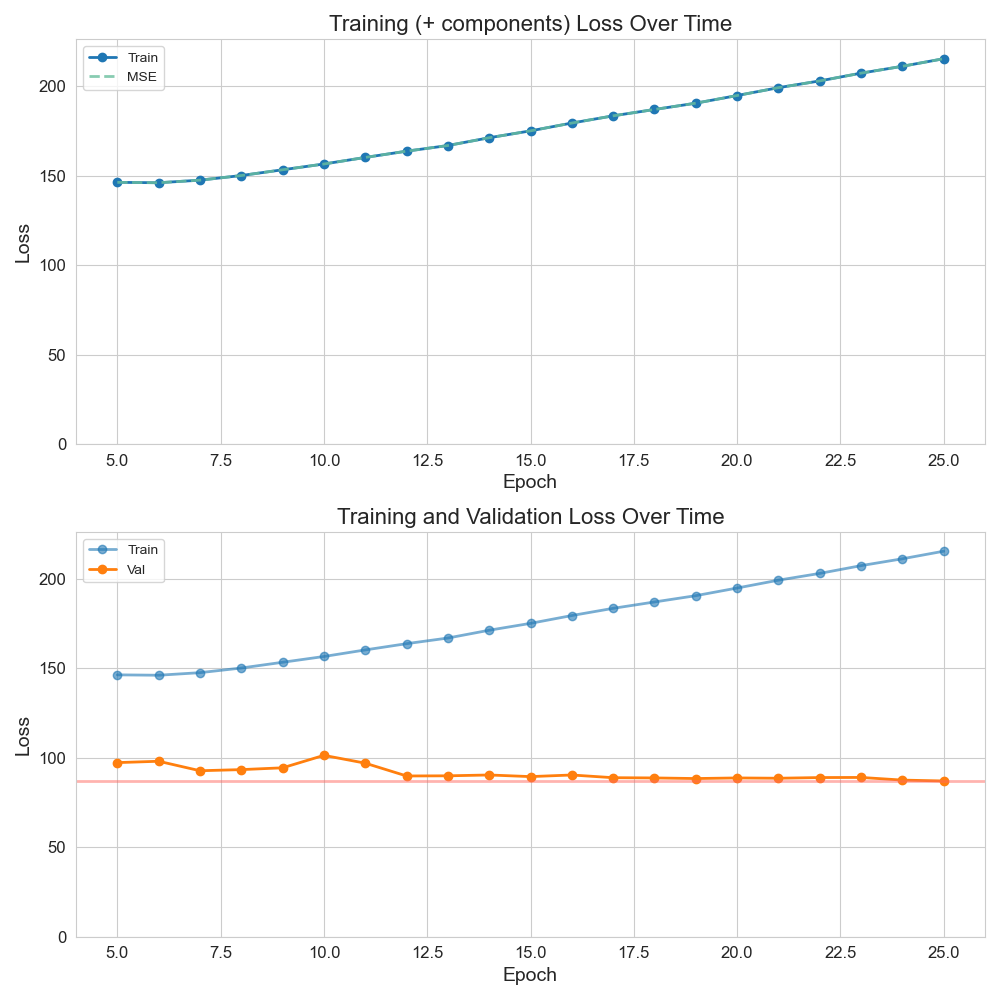 Training (+ components) Loss Over Time
Train
MSE
Loss
200
150
100
50
0
5.0 7.5 10.0 12.5 15.0 17.5 20.0 22.5 25.0
Epoch
Training and Validation Loss Over Time
Train
Val
Loss
200
150
100
50
0
5.0 7.5 10.0 12.5 15.0 17.5 20.0 22.5 25.0
Epoch